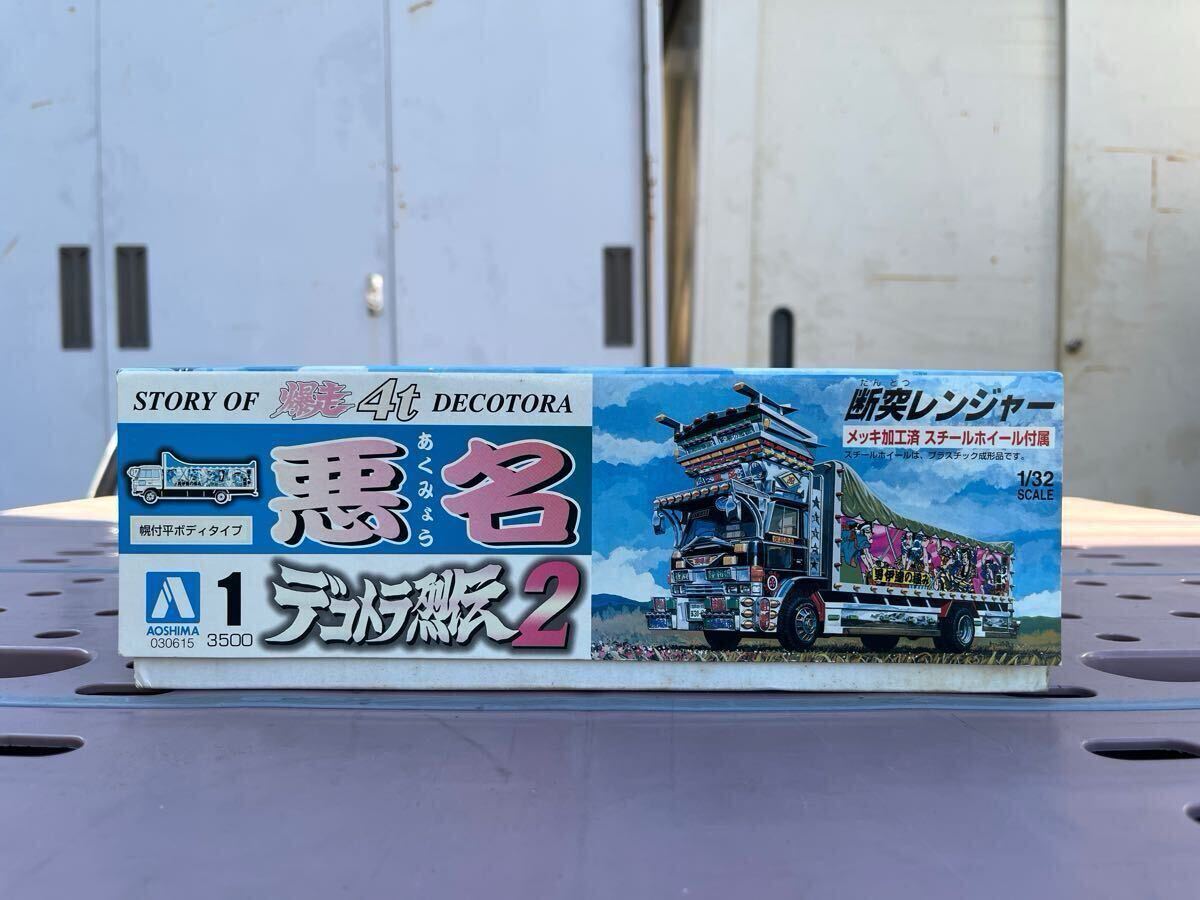 STORY OF 爆走 4t DECOTORA
あくみょう
悪名
幌付平ボディタイプ
AOSHIMA
030615
1
3500
デコトラ烈伝2
だんとつ
断突レンジャー
メッキ加工済 スチールホイール付属
スチールホイールは、プラスチック成形品です。
1/32
SCALE